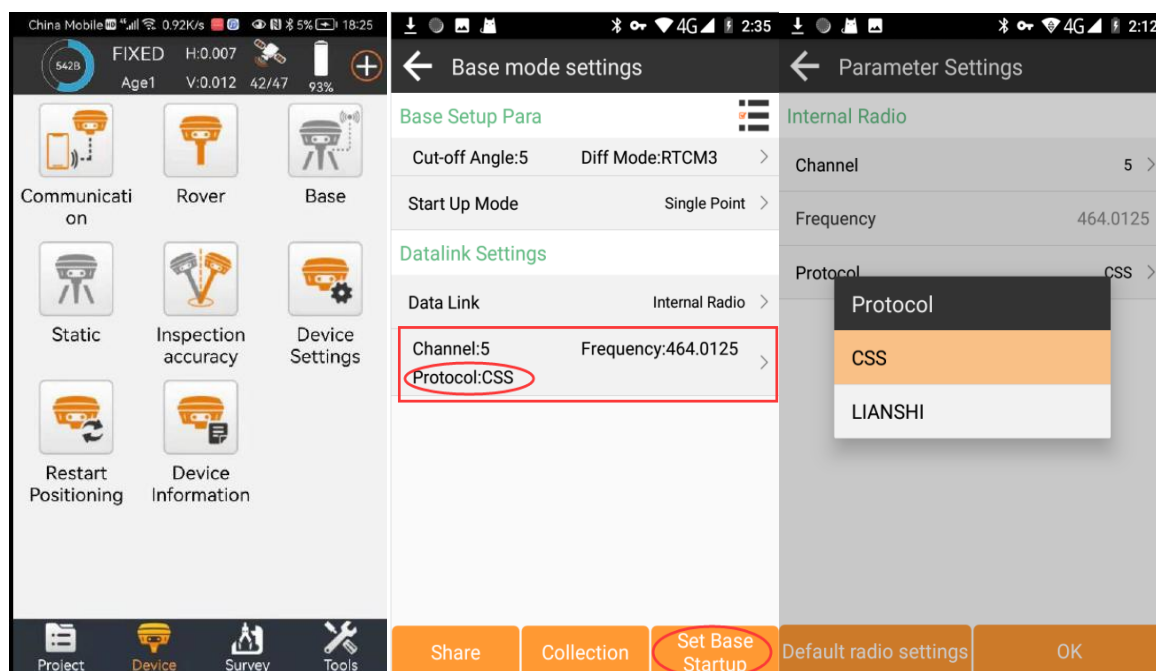 China Mobile HD 4G 0.92K/s 5% 18:25
542B
FIXED H:0.007
Age1 V:0.012 42/47 93%
Communicati
on
Rover
Base
Static
Inspection
accuracy
Device
Settings
Restart
Positioning
Device
Information
Project Device Survey Tools
4G 2:35
Base mode settings
Base Setup Para
Cut-off Angle:5 Diff Mode:RTCM3
Start Up Mode Single Point
Datalink Settings
Data Link Internal Radio
Channel:5 Frequency:464.0125
Protocol:CSS
Share Collection Set Base
Startup
4G 2:12
Parameter Settings
Internal Radio
Channel 5
Frequency 464.0125
Protocol CSS
Protocol
CSS
LIANSHI
Default radio settings OK